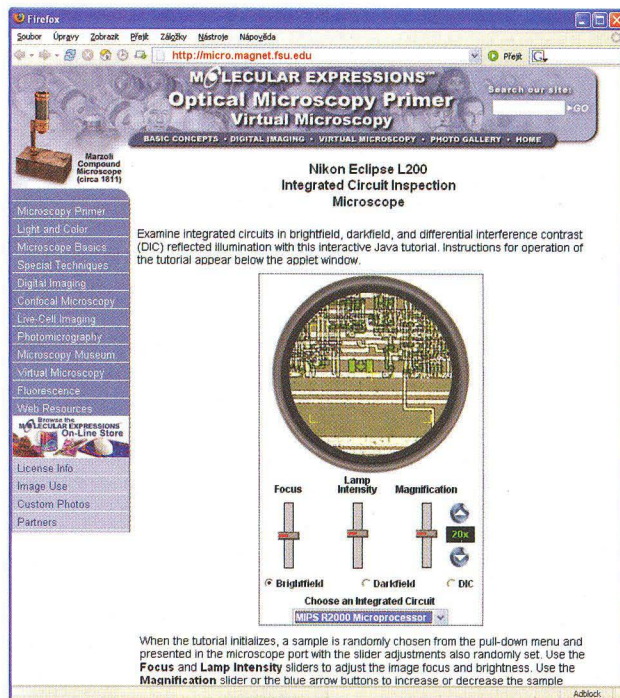 Firefox
Soubor Úpravy Zobrazit Přejít Záložky Nástroje Nápověda
http://micro.magnet.fsu.edu Přejít
MOLECULAR EXPRESSIONS™
Optical Microscopy Primer
Virtual Microscopy
Search our site:
GO
BASIC CONCEPTS • DIGITAL IMAGING • VIRTUAL MICROSCOPY • PHOTO GALLERY • HOME
Marzoli
Compound
Microscope
(circa 1811)
Microscopy Primer
Light and Color
Microscope Basics
Special Techniques
Digital Imaging
Confocal Microscopy
Live-Cell Imaging
Photomicrography
Microscopy Museum
Virtual Microscopy
Fluorescence
Web Resources
Browse the
MOLECULAR EXPRESSIONS
On-Line Store
License Info
Image Use
Custom Photos
Partners
Nikon Eclipse L200
Integrated Circuit Inspection
Microscope
Examine integrated circuits in brightfield, darkfield, and differential interference contrast
(DIC) reflected illumination with this interactive Java tutorial. Instructions for operation of
the tutorial appear below the applet window.
Focus
Lamp
Intensity
Magnification
20x
Brightfield Darkfield DIC
Choose an Integrated Circuit
MIPS R2000 Microprocessor
When the tutorial initializes, a sample is randomly chosen from the pull-down menu and
presented in the microscope port with the slider adjustments also randomly set. Use the
Focus and Lamp Intensity sliders to adjust the image focus and brightness. Use the
Magnification slider or the blue arrow buttons to increase or decrease the sample
Adblock